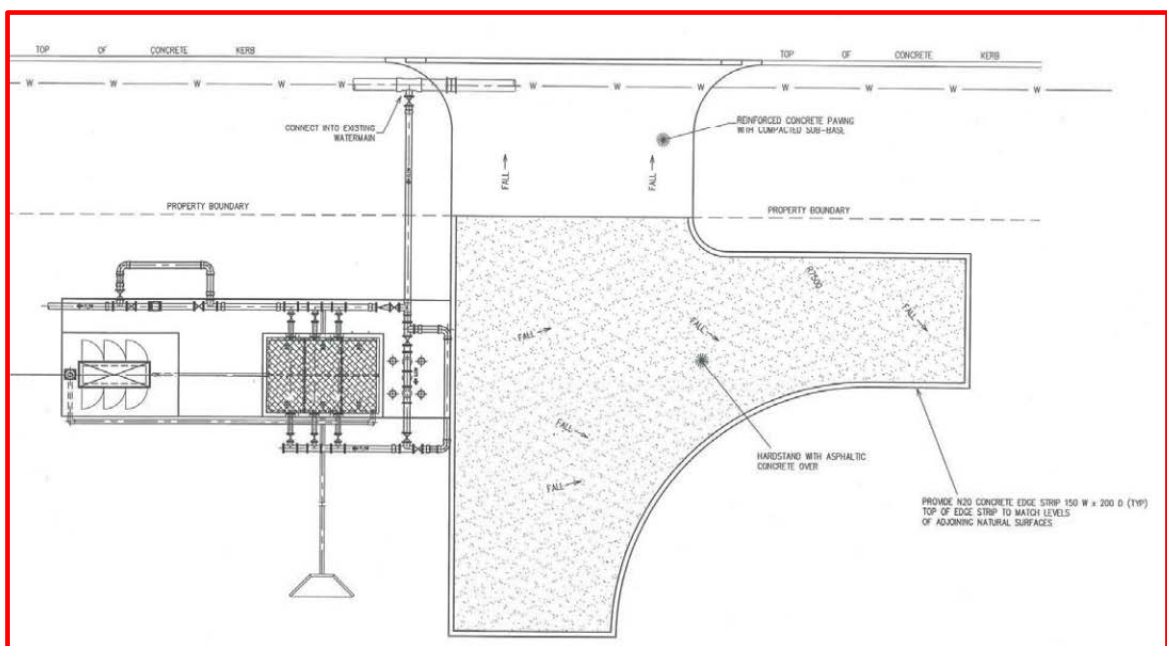 TOP OF CONCRETE KERB
TOP OF CONCRETE KERB
W W W W W W W W W W W W
CONNECT INTO EXISTING
WATERMAIN
REINFORCED CONCRETE PAVING
WITH COMPACTED SUB-BASE
FALL
FALL
PROPERTY BOUNDARY
PROPERTY BOUNDARY
R7500
FALL
FALL
FALL
FALL
FALL
HARDSTAND WITH ASPHALTIC
CONCRETE OVER
PROVIDE N20 CONCRETE EDGE STRIP 150 W x 200 D (TYP)
TOP OF EDGE STRIP TO MATCH LEVELS
OF ADJOINING NATURAL SURFACES